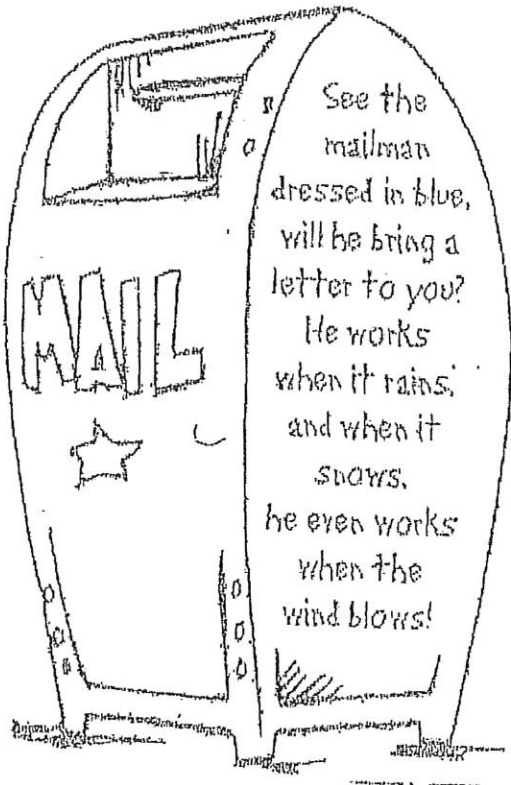 MAIL
See the
mailman
dressed in blue,
will he bring a
letter to you?
He works
when it rains,
and when it
snows,
he even works
when the
wind blows!